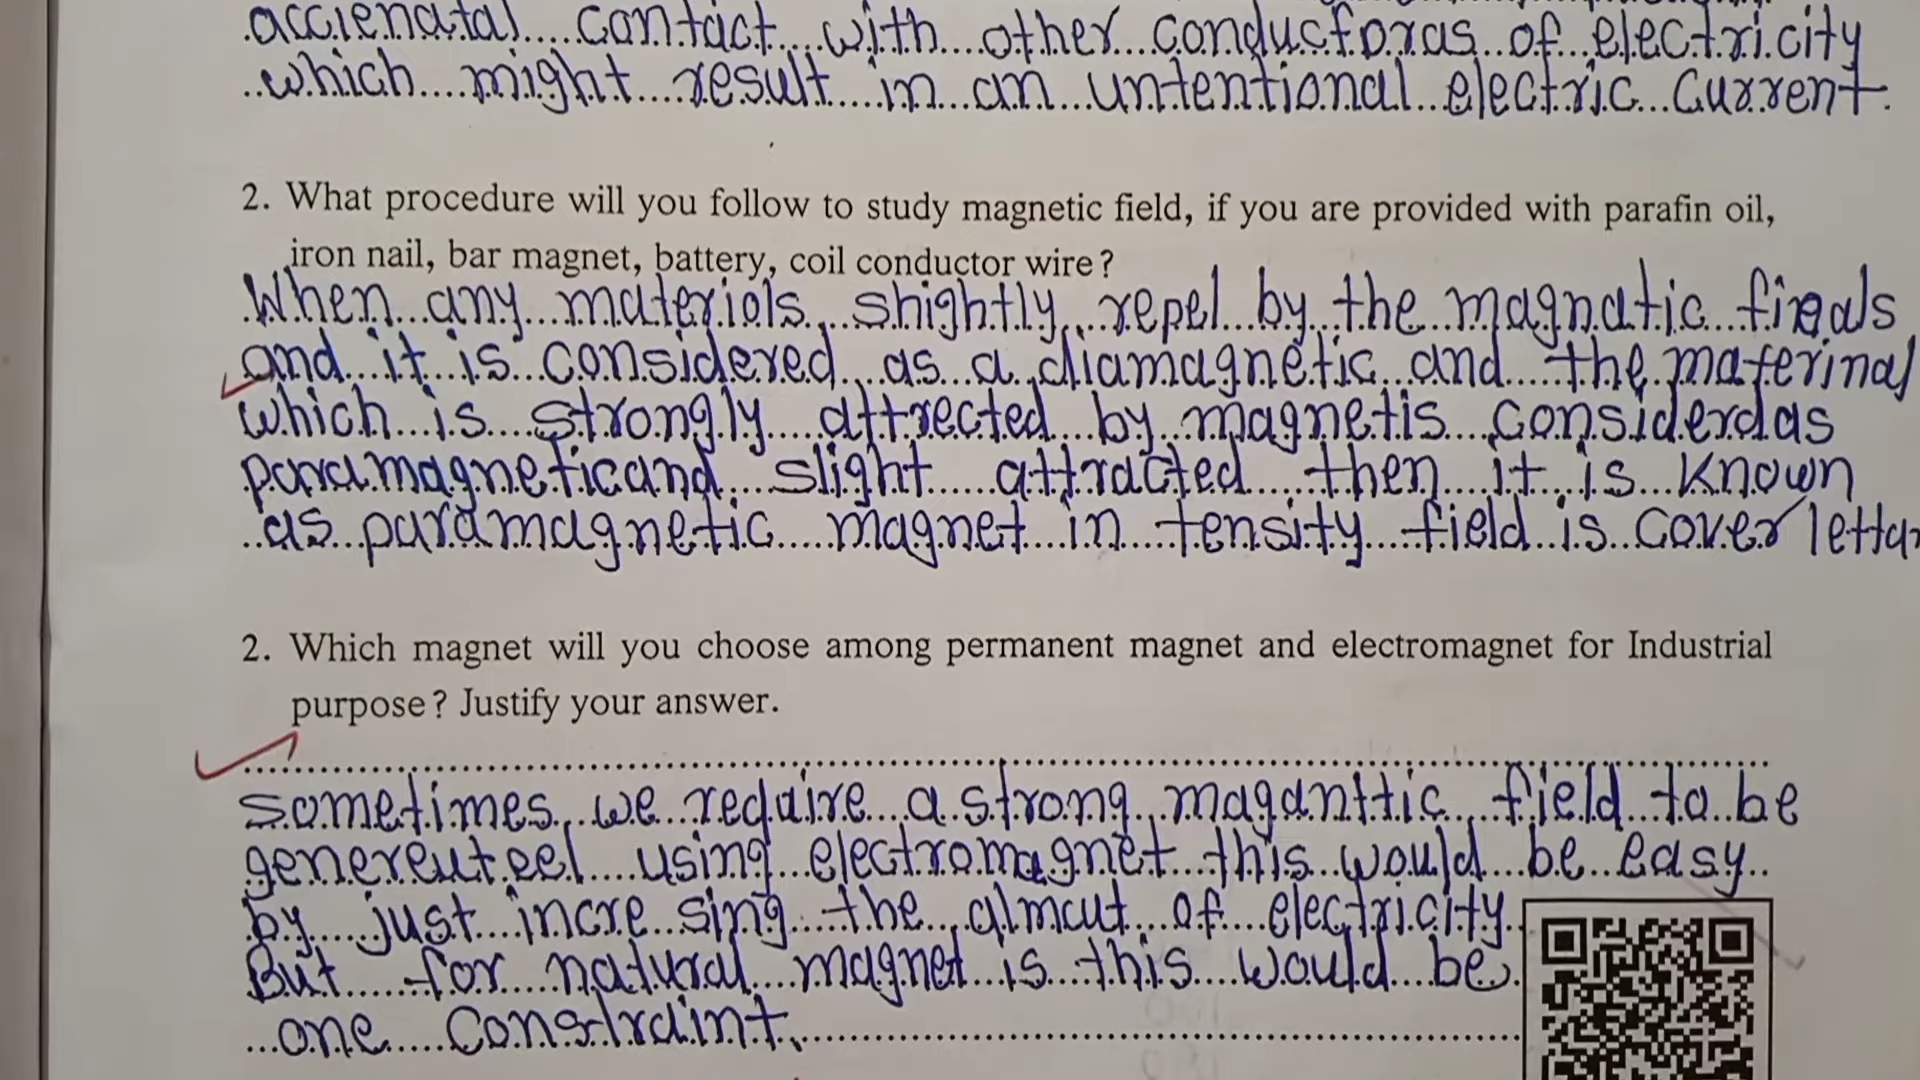 accienatal contact with other conductoras of electricity
which might result in an untentional electric current.
2. What procedure will you follow to study magnetic field, if you are provided with parafin oil,
iron nail, bar magnet, battery, coil conductor wire?
When any materiols shightly repel by the magnatic fireals
and it is considered as a diamagnetic and the materinal
which is strongly attrected by magnetis considerdas
paramagneticand slight attracted then it is known
as paramagnetic magnet in tensity field is cover lettar
2. Which magnet will you choose among permanent magnet and electromagnet for Industrial
purpose? Justify your answer.
sometimes we reqaire a strong maganttic field to be
genereuteel using electromagnet this would be easy
by just incre sing the almcut of electricity
But for natural magnet is this would be
one constraint